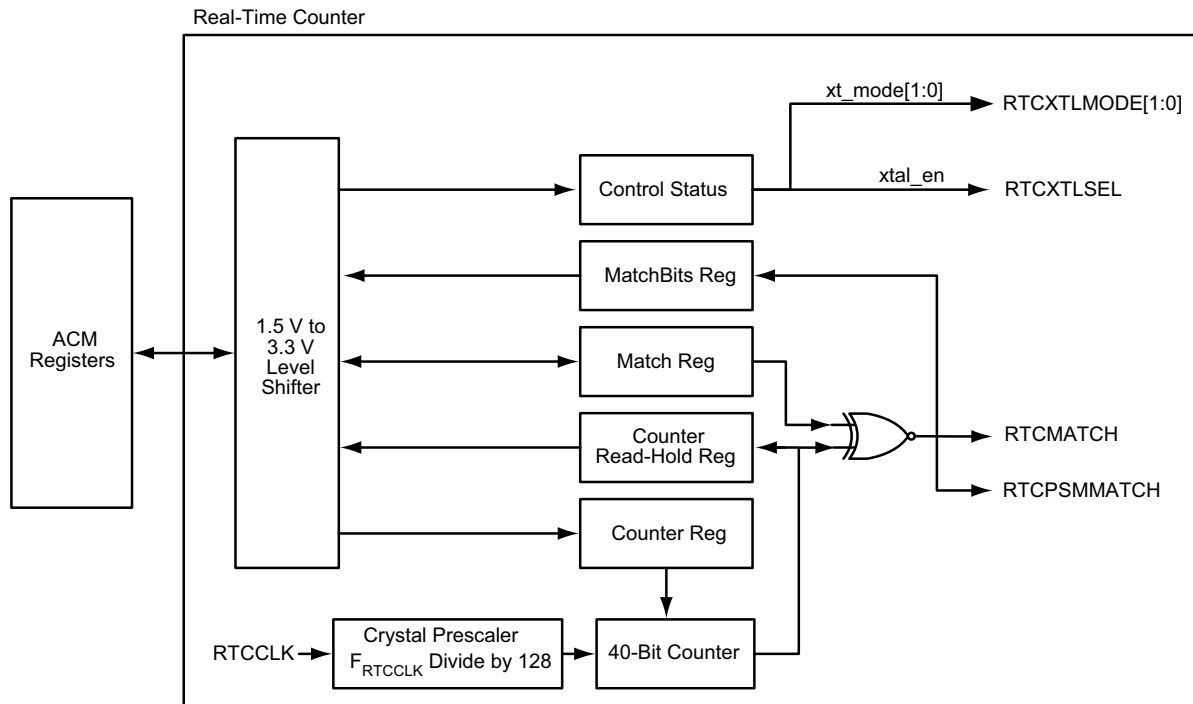 Real-Time Counter
xt_mode[1:0]
RTCXTLMODE[1:0]
Control Status
xtal_en
RTCXTLSEL
MatchBits Reg
ACM
Registers
1.5 V to
3.3 V
Level
Shifter
Match Reg
Counter
Read-Hold Reg
RTCMATCH
RTCPSMMATCH
Counter Reg
RTCCLK
Crystal Prescaler
FRTCCLK Divide by 128
40-Bit Counter